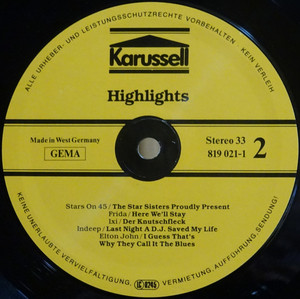 ALLE URHEBER- UND LEISTUNGSSCHUTZRECHTE VORBEHALTEN
KEIN VERLEIH
Karussell
Highlights
Made in West Germany
GEMA
Stereo 33
819 021-1
2
Stars On 45 / The Star Sisters Proudly Present
Frida / Here We'll Stay
Ixi / Der Knutschfleck
Indeep / Last Night A D.J. Saved My Life
Elton John / I Guess That's
Why They Call It The Blues
KEINE UNERLAUBTE VERVIELFÄLTIGUNG, VERMIETUNG, AUFFÜHRUNG, SENDUNG!
LC 0745